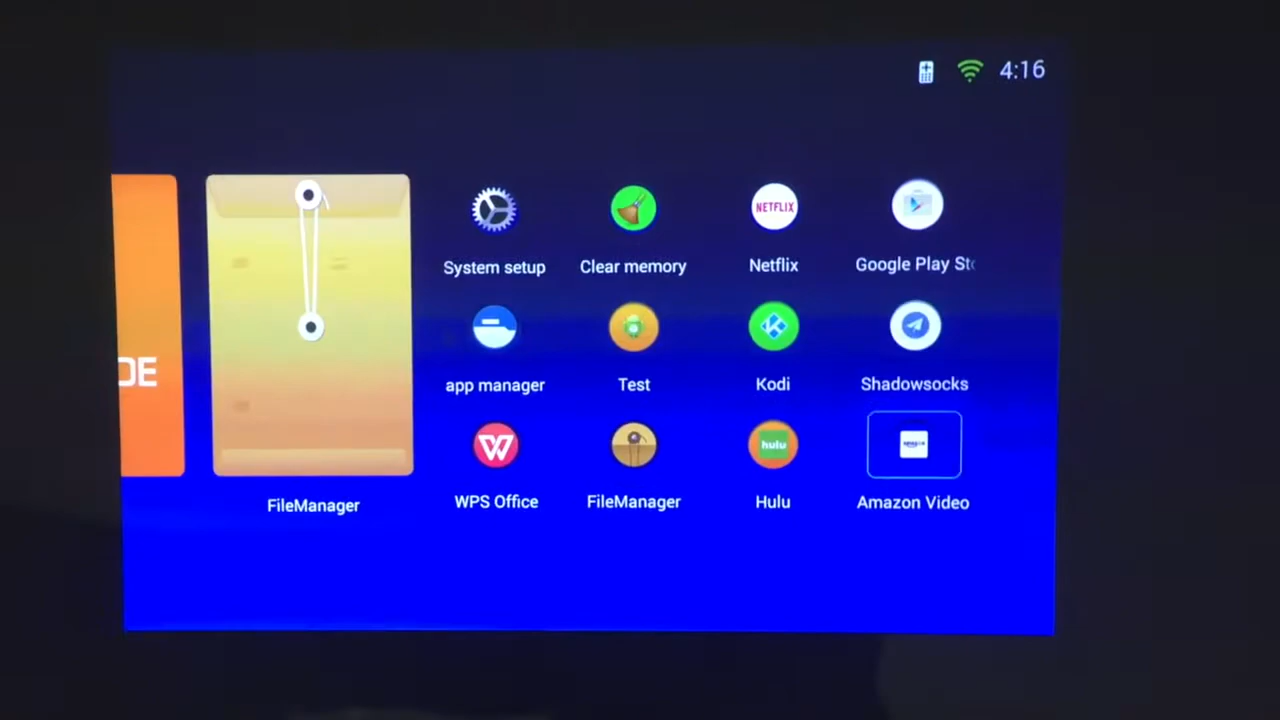 4:16
System setup
Clear memory
NETFLIX
Netflix
Google Play Sto
app manager
Test
Kodi
Shadowsocks
DE
FileManager
WPS Office
FileManager
hulu
Hulu
Amazon Video